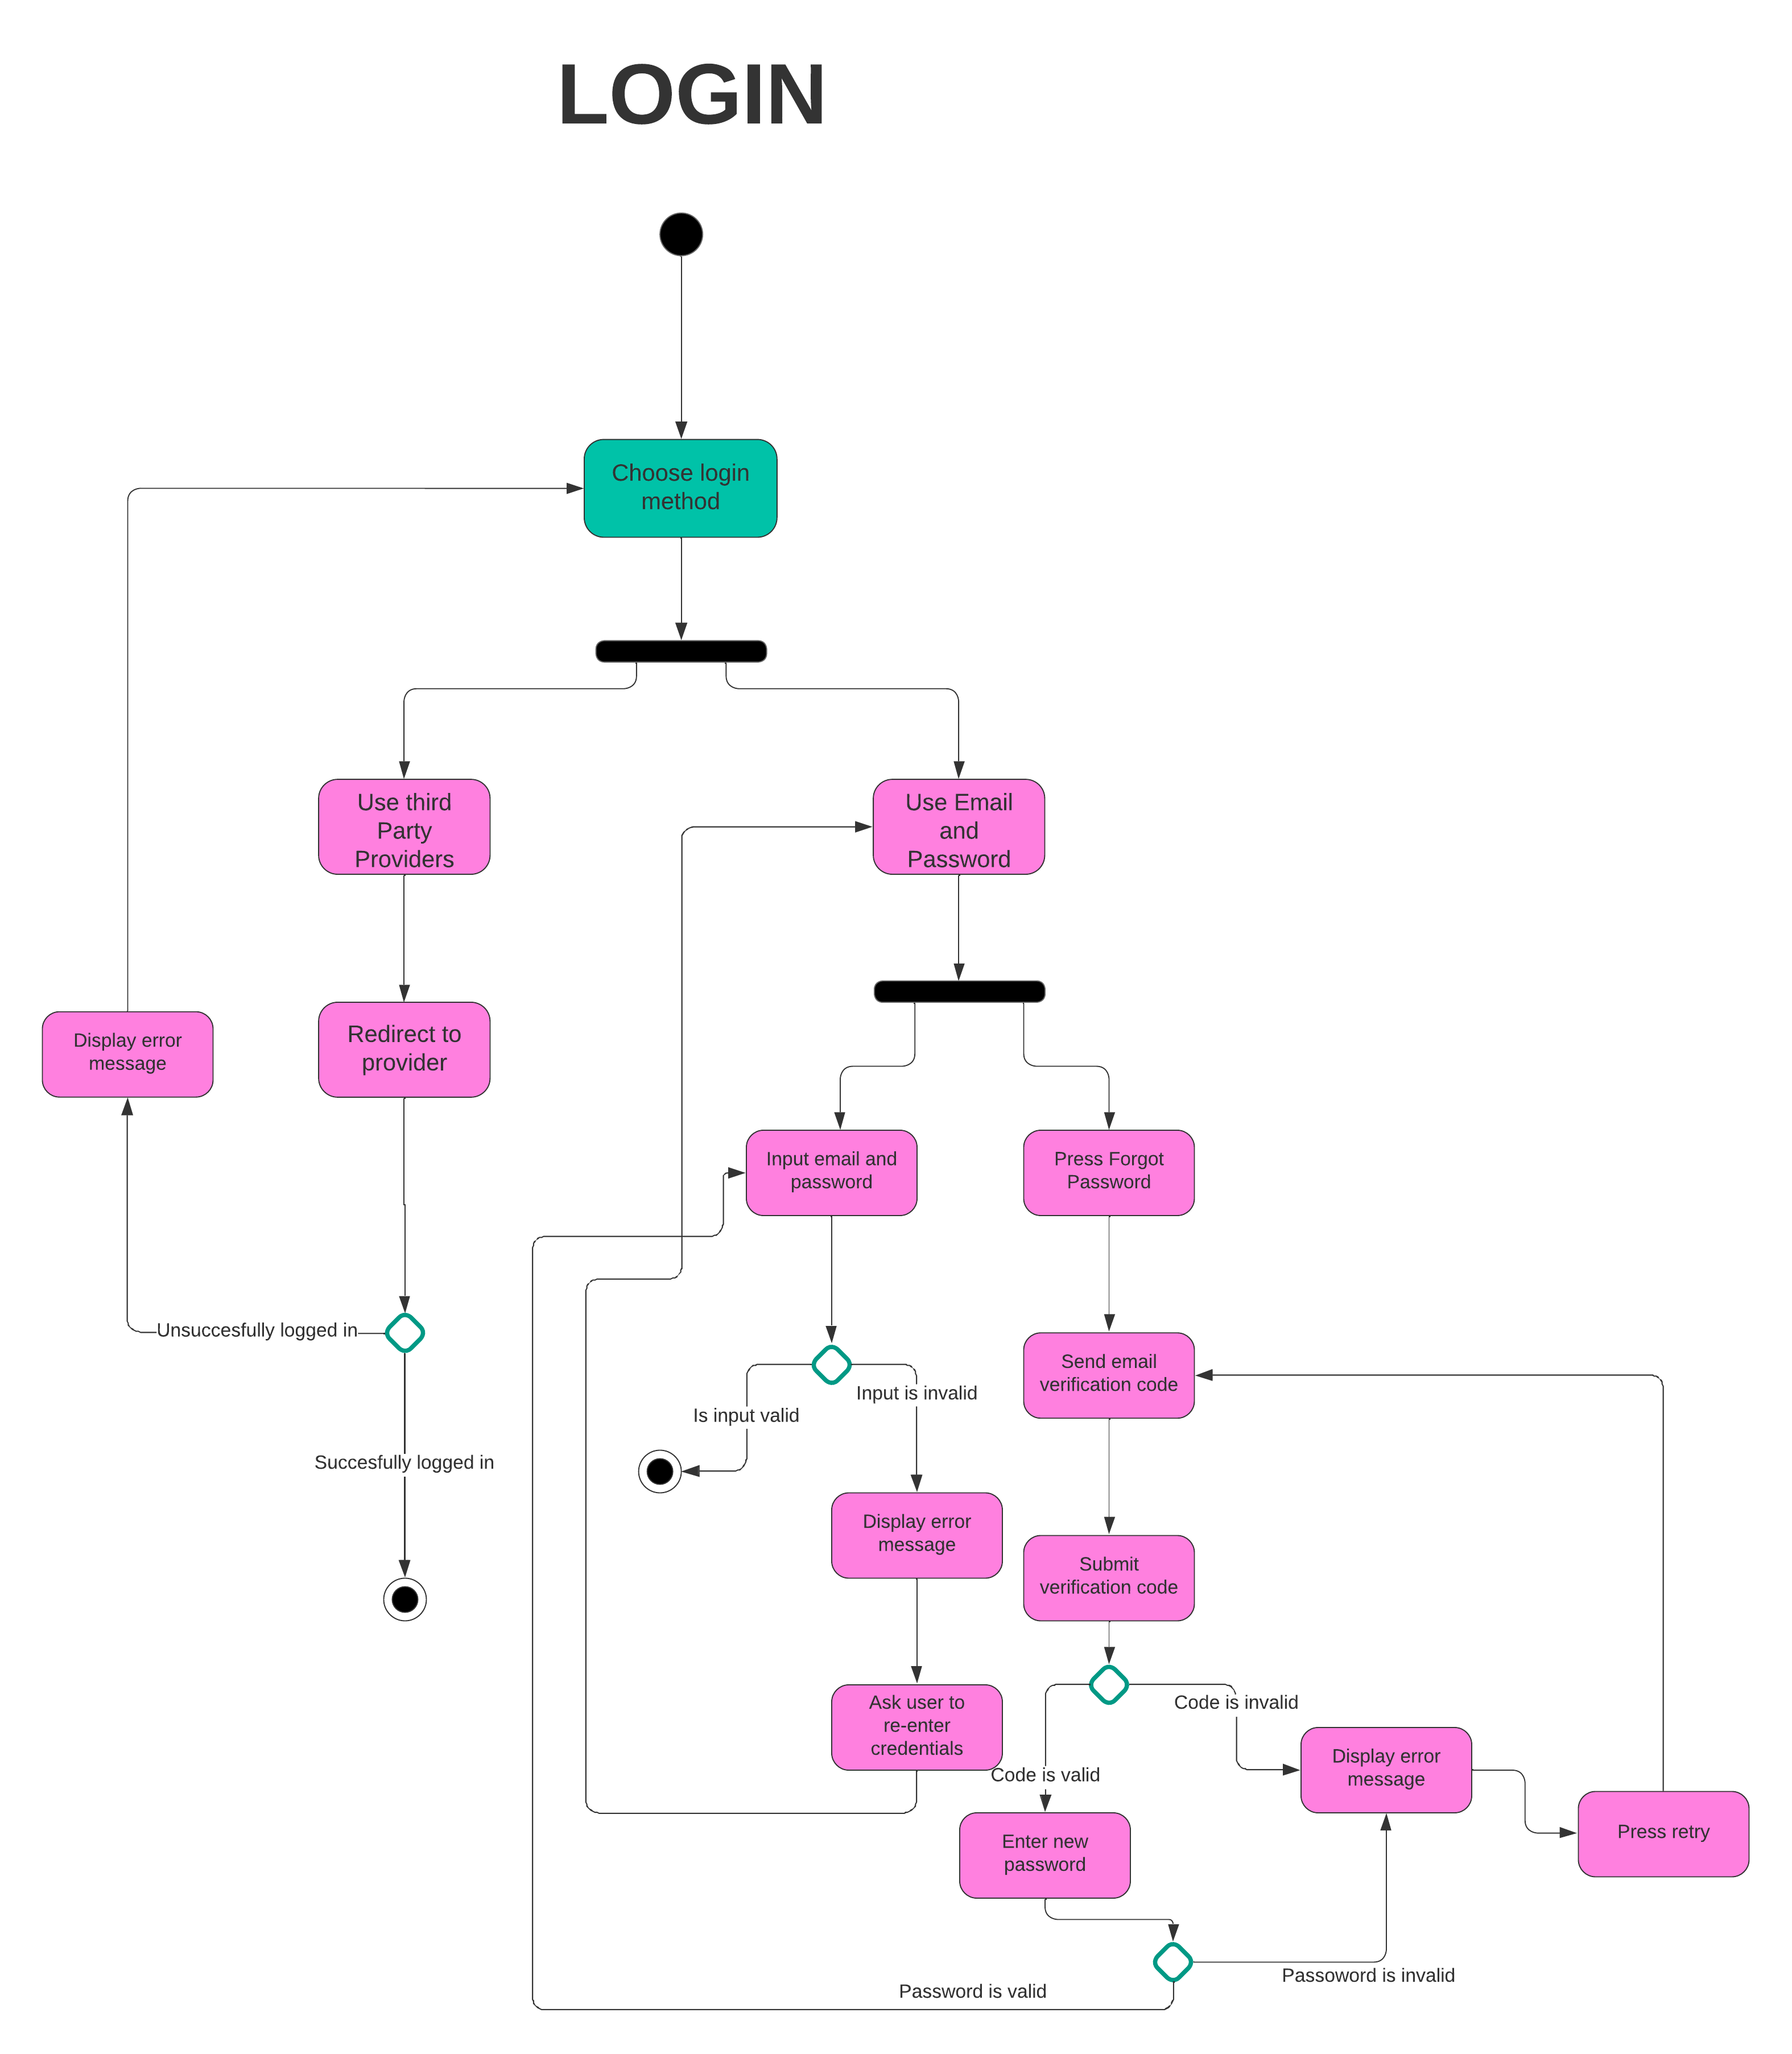 LOGIN
Choose login
method
Use third
Party
Providers
Use Email
and
Password
Display error
message
Redirect to
provider
Input email and
password
Press Forgot
Password
Unsuccesfully logged in
Succesfully logged in
Is input valid
Input is invalid
Send email
verification code
Display error
message
Submit
verification code
Ask user to
re-enter
credentials
Code is valid
Code is invalid
Display error
message
Press retry
Enter new
password
Password is valid
Passoword is invalid